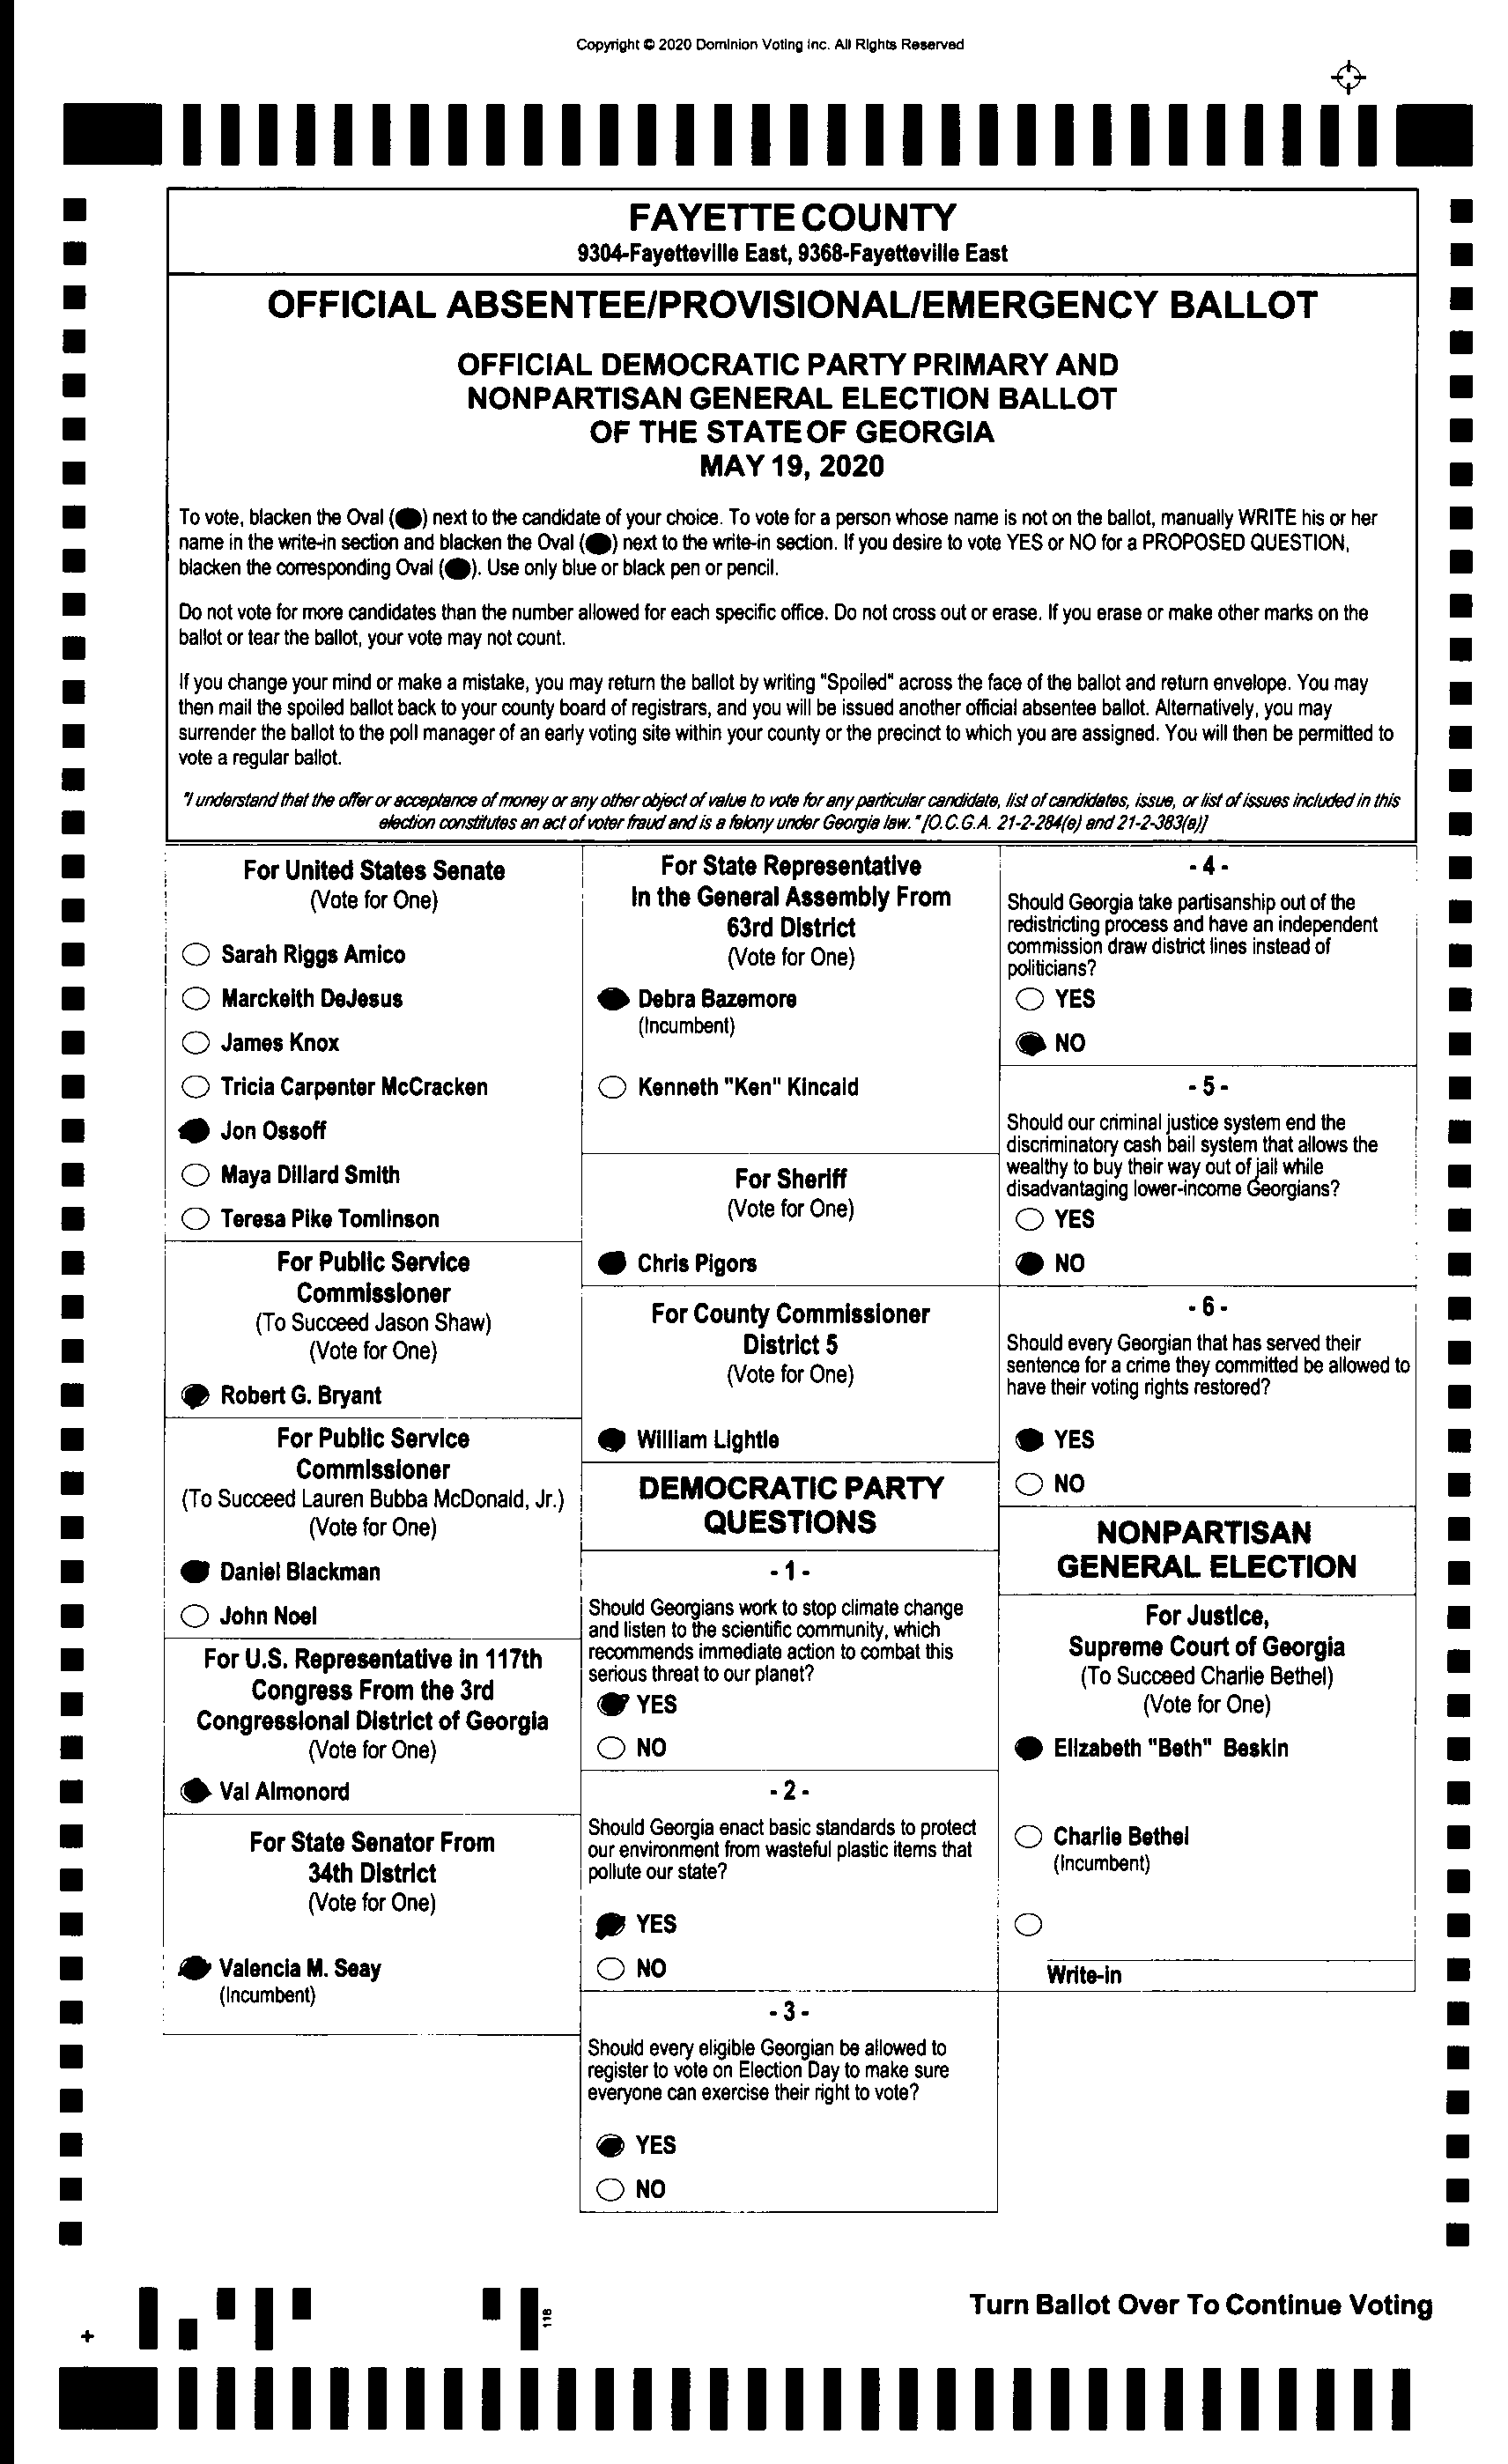 Copyright © 2020 Dominion Voting Inc. All Rights Reserved
FAYETTE COUNTY
9304-Fayetteville East, 9368-Fayetteville East
OFFICIAL ABSENTEE/PROVISIONAL/EMERGENCY BALLOT
OFFICIAL DEMOCRATIC PARTY PRIMARY AND
NONPARTISAN GENERAL ELECTION BALLOT
OF THE STATE OF GEORGIA
MAY 19, 2020
To vote, blacken the Oval ( ) next to the candidate of your choice. To vote for a person whose name is not on the ballot, manually WRITE his or her
name in the write-in section and blacken the Oval ( ) next to the write-in section. If you desire to vote YES or NO for a PROPOSED QUESTION,
blacken the corresponding Oval ( ). Use only blue or black pen or pencil.
Do not vote for more candidates than the number allowed for each specific office. Do not cross out or erase. If you erase or make other marks on the
ballot or tear the ballot, your vote may not count.
If you change your mind or make a mistake, you may return the ballot by writing "Spoiled" across the face of the ballot and return envelope. You may
then mail the spoiled ballot back to your county board of registrars, and you will be issued another official absentee ballot. Alternatively, you may
surrender the ballot to the poll manager of an early voting site within your county or the precinct to which you are assigned. You will then be permitted to
vote a regular ballot.
"I understand that the offer or acceptance of money or any other object of value to vote for any particular candidate, list of candidates, issue, or list of issues included in this
election constitutes an act of voter fraud and is a felony under Georgia law." [O.C.G.A. 21-2-284(e) and 21-2-383(a)]
For United States Senate
(Vote for One)
Sarah Riggs Amico
Marckeith DeJesus
James Knox
Tricia Carpenter McCracken
Jon Ossoff
Maya Dillard Smith
Teresa Pike Tomlinson
For Public Service
Commissioner
(To Succeed Jason Shaw)
(Vote for One)
Robert G. Bryant
For Public Service
Commissioner
(To Succeed Lauren Bubba McDonald, Jr.)
(Vote for One)
Daniel Blackman
John Noel
For U.S. Representative in 117th
Congress From the 3rd
Congressional District of Georgia
(Vote for One)
Val Almonord
For State Senator From
34th District
(Vote for One)
Valencia M. Seay
(Incumbent)
For State Representative
In the General Assembly From
63rd District
(Vote for One)
Debra Bazemore
(Incumbent)
Kenneth "Ken" Kincaid
For Sheriff
(Vote for One)
Chris Pigors
For County Commissioner
District 5
(Vote for One)
William Lightle
DEMOCRATIC PARTY
QUESTIONS
- 1 -
Should Georgians work to stop climate change
and listen to the scientific community, which
recommends immediate action to combat this
serious threat to our planet?
YES
NO
- 2 -
Should Georgia enact basic standards to protect
our environment from wasteful plastic items that
pollute our state?
YES
NO
- 3 -
Should every eligible Georgian be allowed to
register to vote on Election Day to make sure
everyone can exercise their right to vote?
YES
NO
- 4 -
Should Georgia take partisanship out of the
redistricting process and have an independent
commission draw district lines instead of
politicians?
YES
NO
- 5 -
Should our criminal justice system end the
discriminatory cash bail system that allows the
wealthy to buy their way out of jail while
disadvantaging lower-income Georgians?
YES
NO
- 6 -
Should every Georgian that has served their
sentence for a crime they committed be allowed to
have their voting rights restored?
YES
NO
NONPARTISAN
GENERAL ELECTION
For Justice,
Supreme Court of Georgia
(To Succeed Charlie Bethel)
(Vote for One)
Elizabeth "Beth" Beskin
Charlie Bethel
(Incumbent)
Write-in
Turn Ballot Over To Continue Voting
118